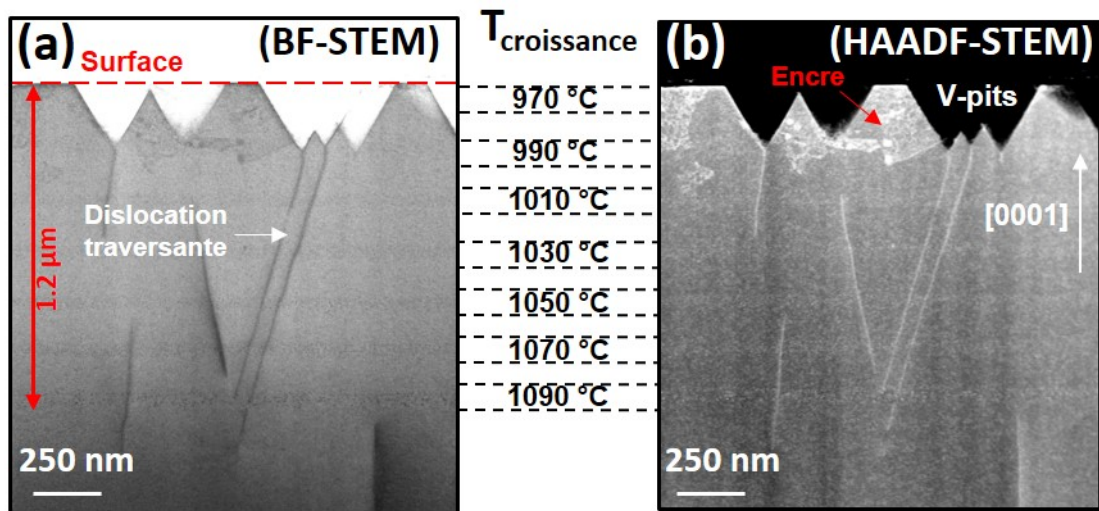 (a)
(BF-STEM)
Surface
Dislocation
traversante
1.2 µm
250 nm
Tcroissance
970 °C
990 °C
1010 °C
1030 °C
1050 °C
1070 °C
1090 °C
(b)
(HAADF-STEM)
Encre
V-pits
[0001]
250 nm